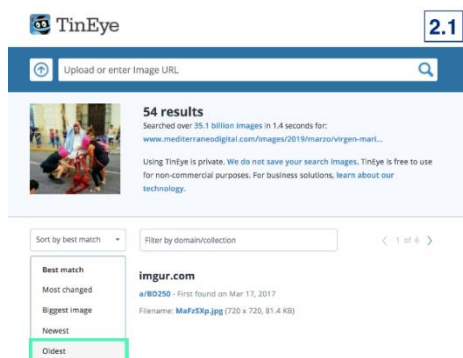 TinEye
2.1
Upload or enter Image URL
54 results
Searched over 35.1 billion images in 1.4 seconds for:
www.mediterraneodigital.com/images/2019/marzo/virgen-mari...
Using TinEye is private. We do not save your search images. TinEye is free to use
for non-commercial purposes. For business solutions, learn about our
technology.
Sort by best match
Filter by domain/collection
1 of 4
Best match
Most changed
Biggest image
Newest
Oldest
imgur.com
a/BD250 - First found on Mar 17, 2017
Filename: MaFzSXp.jpg (720 x 720, 81.4 KB)